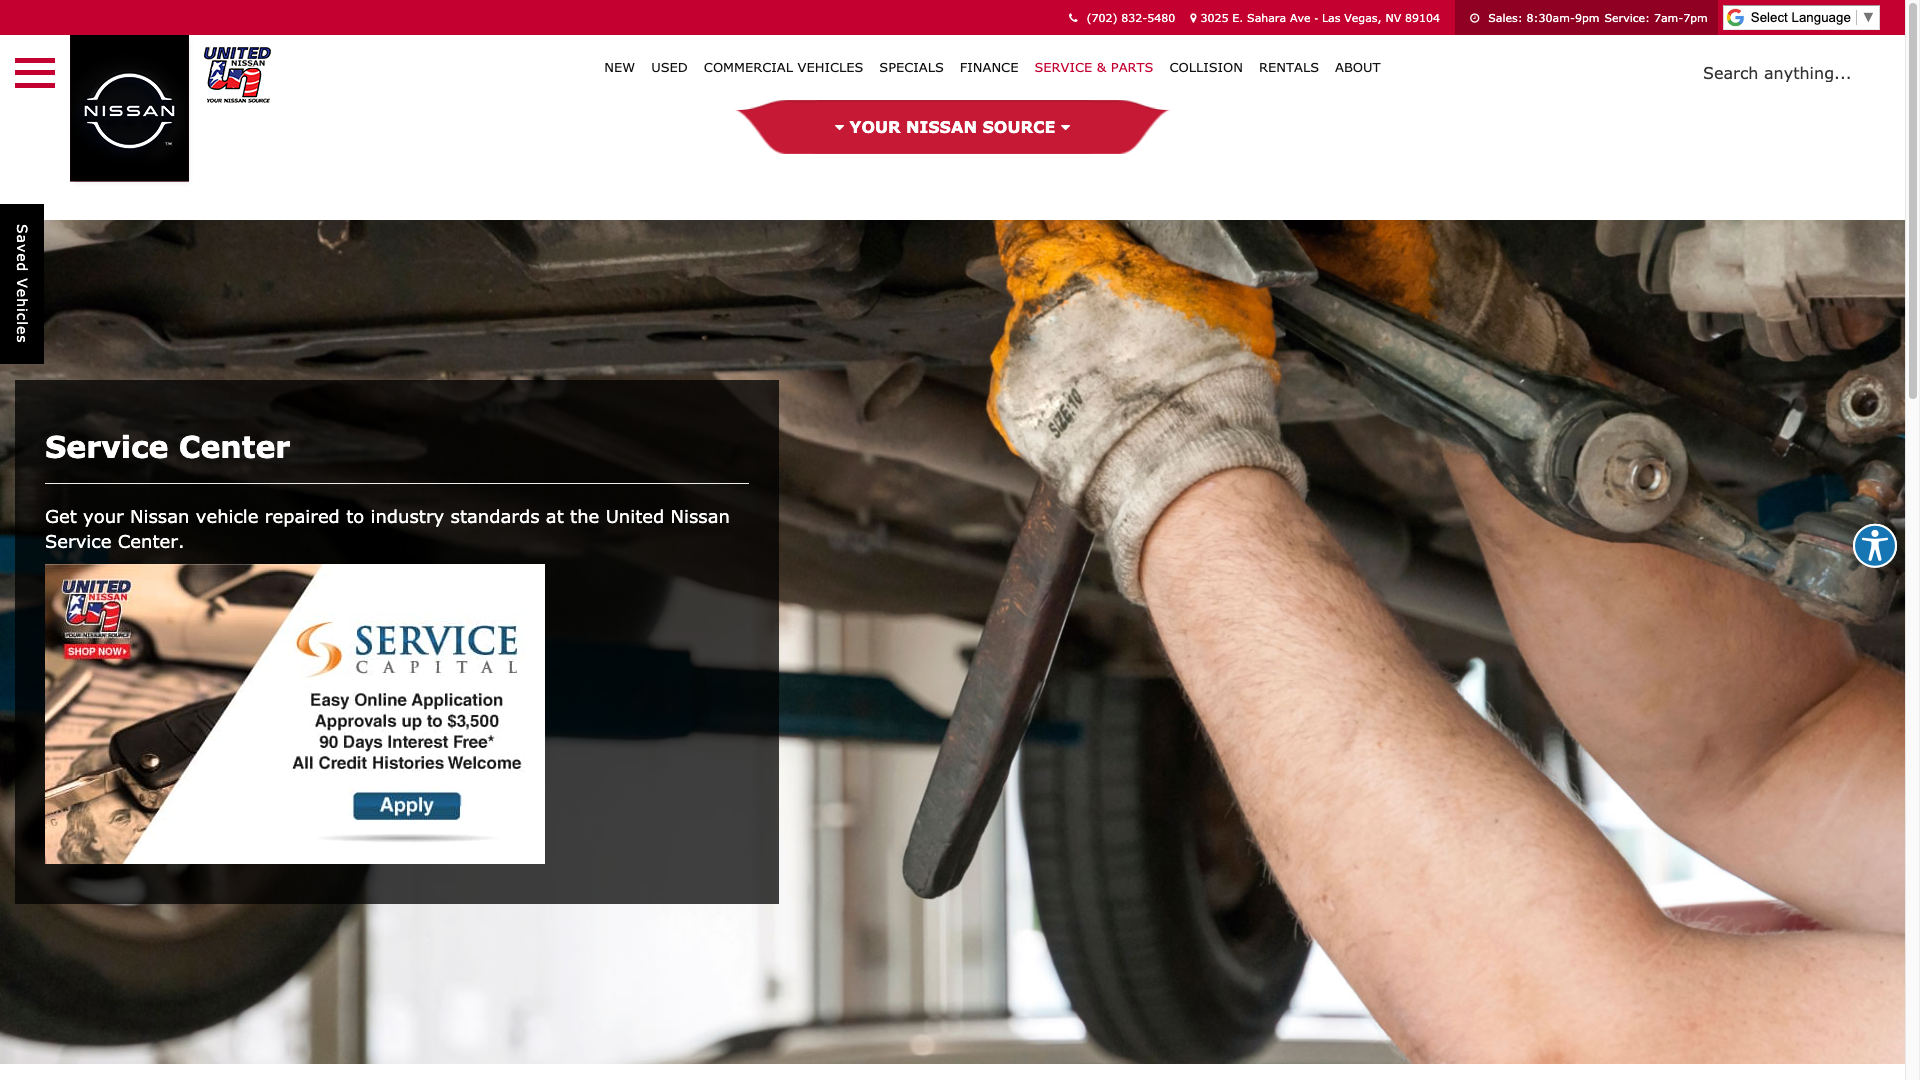 (702) 832-5480 3025 E. Sahara Ave - Las Vegas, NV 89104 Sales: 8:30am-9pm Service: 7am-7pm Select Language ▼
NISSAN
™
UNITED
NISSAN
YOUR NISSAN SOURCE
NEW USED COMMERCIAL VEHICLES SPECIALS FINANCE SERVICE & PARTS COLLISION RENTALS ABOUT
Search anything...
YOUR NISSAN SOURCE
Saved Vehicles
SIZE:10
Service Center
Get your Nissan vehicle repaired to industry standards at the United Nissan
Service Center.
UNITED
NISSAN
YOUR NISSAN SOURCE
SHOP NOW
SERVICE
CAPITAL
Easy Online Application
Approvals up to $3,500
90 Days Interest Free*
All Credit Histories Welcome
Apply